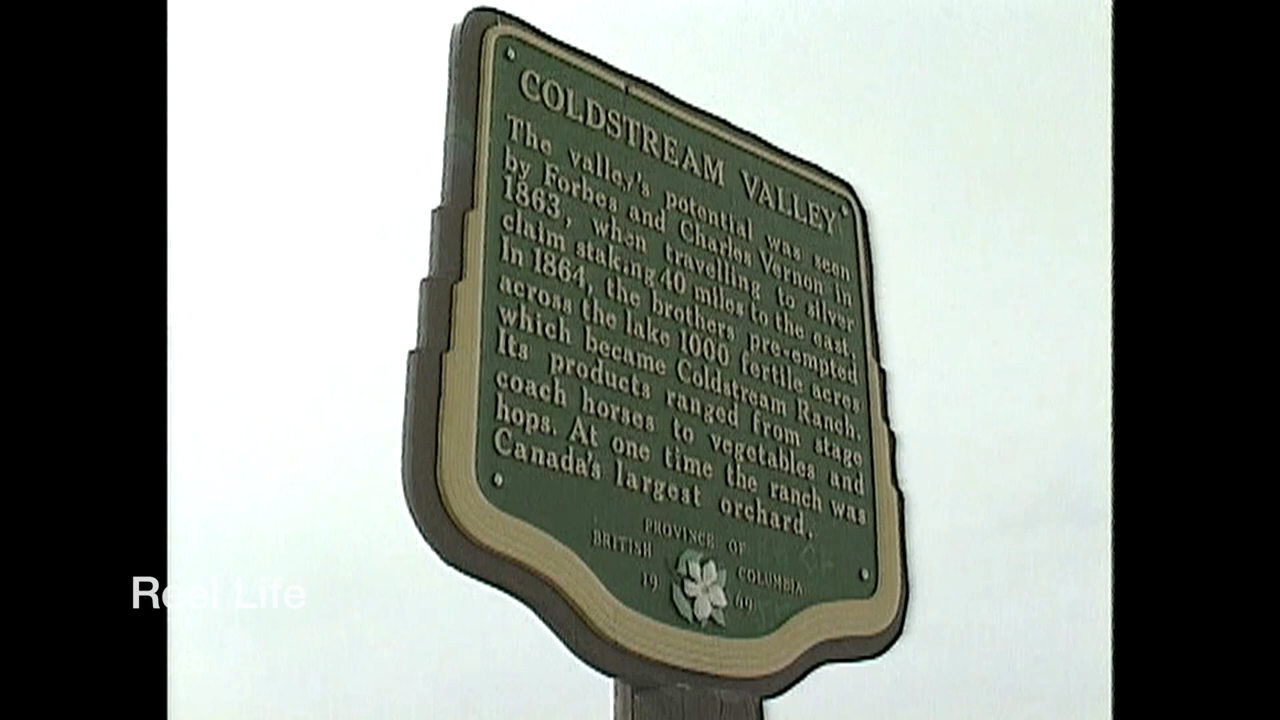 COLDSTREAM VALLEY
The valley's potential was seen
by Forbes and Charles Vernon in
1863, when travelling to silver
claim staking 40 miles to the east.
In 1864, the brothers pre-empted
across the lake 1000 fertile acres
which became Coldstream Ranch.
Its products ranged from stage
coach horses to vegetables and
hops. At one time the ranch was
Canada's largest orchard.
PROVINCE OF
BRITISH COLUMBIA
19 69
Reel Life